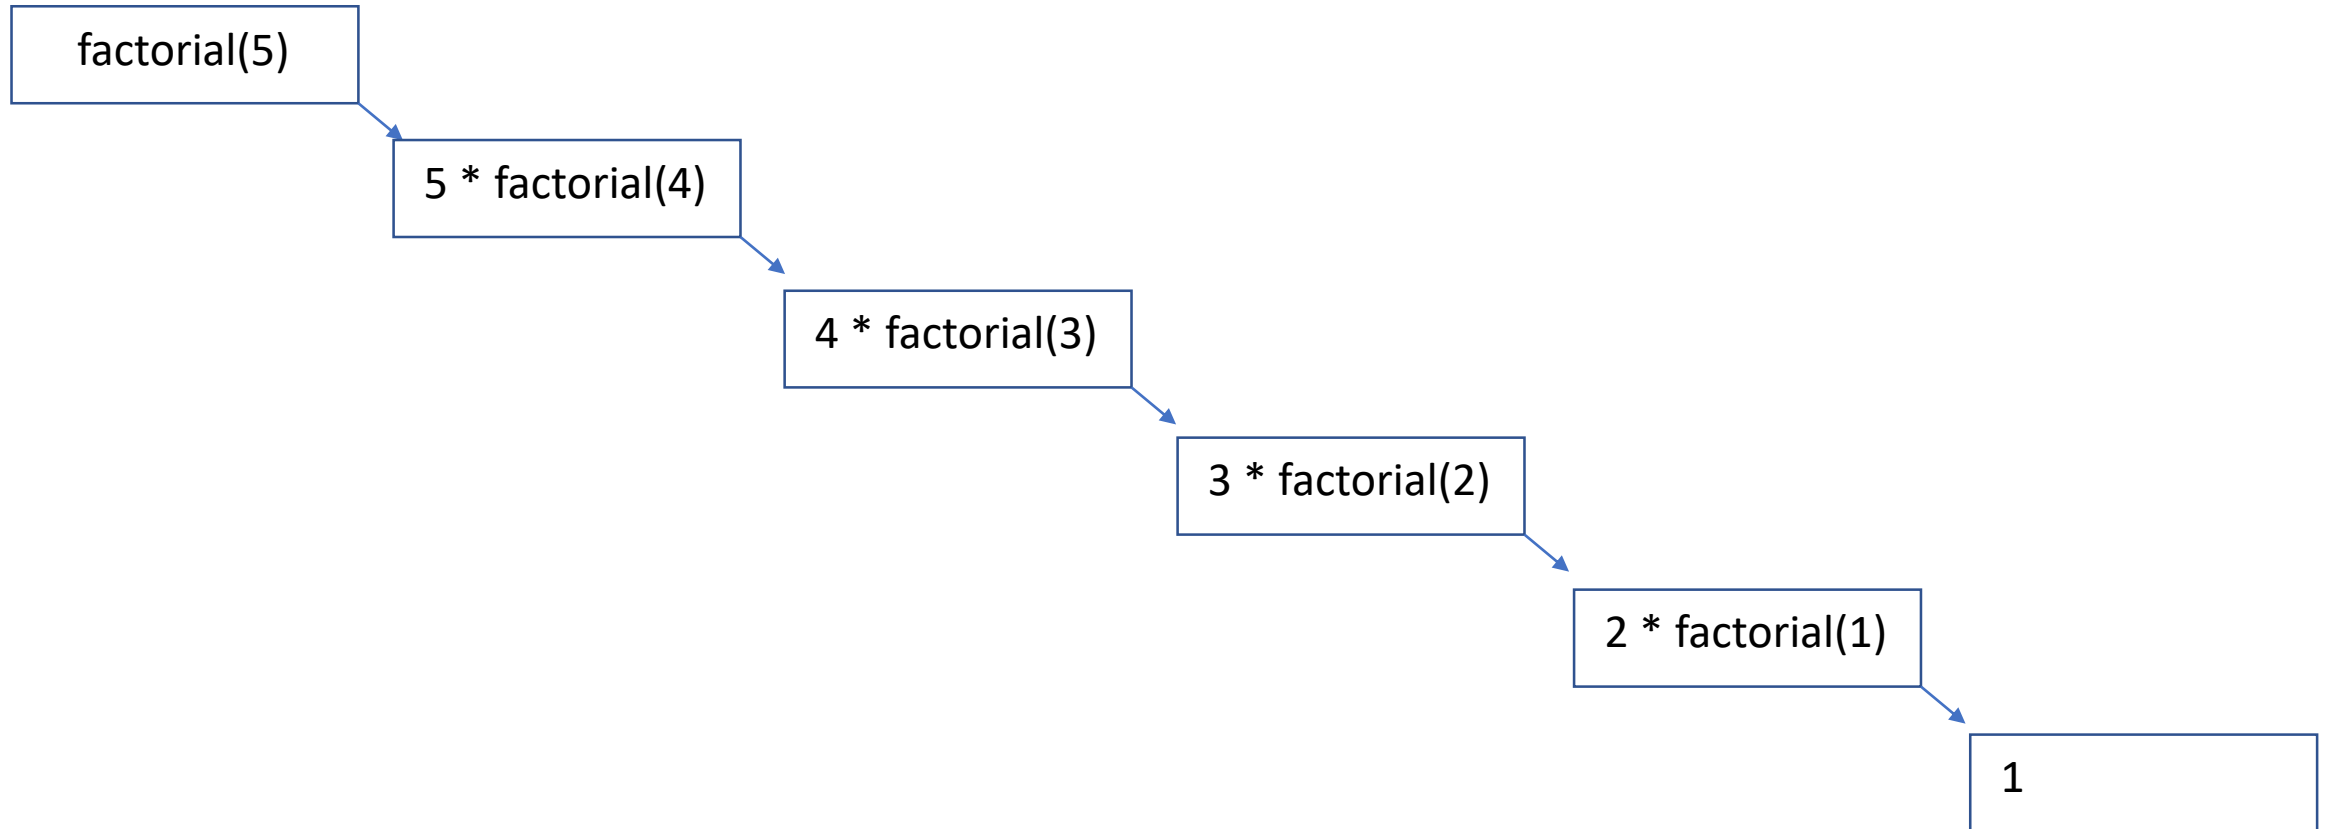 factorial(5)
5 * factorial(4)
4 * factorial(3)
3 * factorial(2)
2 * factorial(1)
1